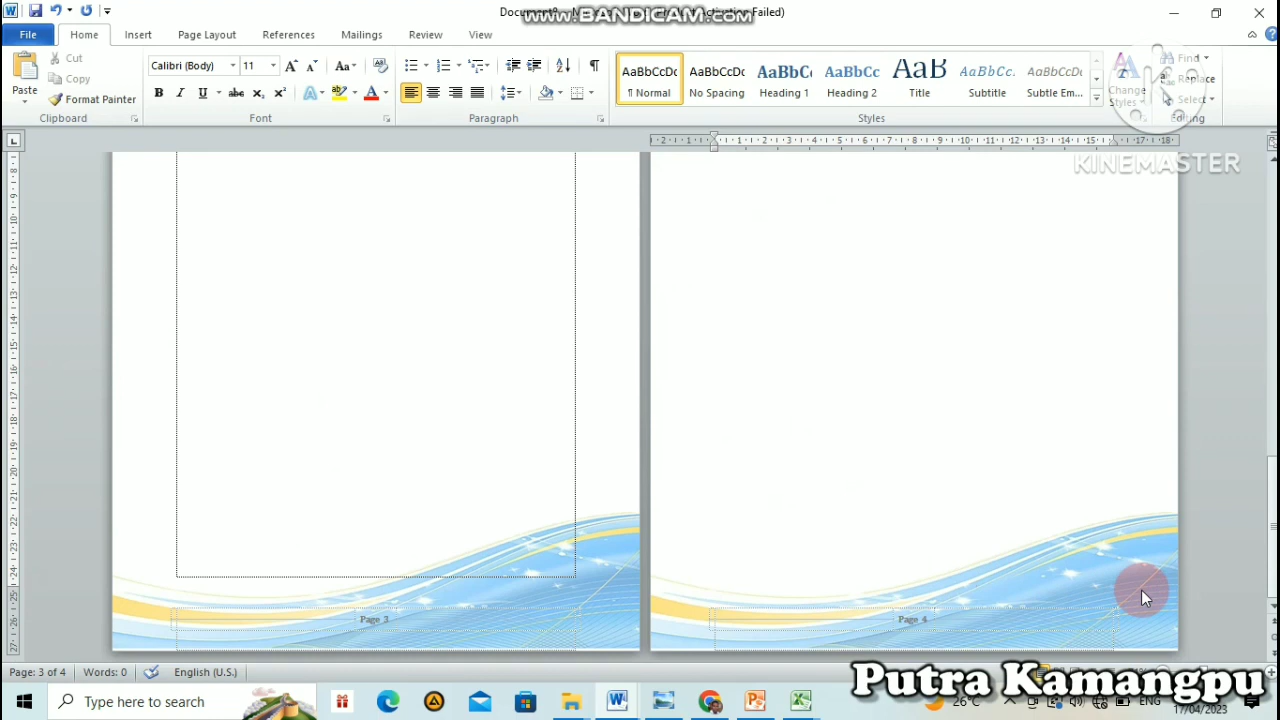 www.BANDICAM.com
File Home Insert Page Layout References Mailings Review View
Paste
Cut
Copy
Format Painter
Clipboard
Calibri (Body) 11
Font
Paragraph
AaBbCcDc
¶ Normal
AaBbCcDc
No Spacing
AaBbC
Heading 1
AaBbCc
Heading 2
AaB
Title
AaBbCc.
Subtitle
AaBbCcDc
Subtle Em...
Change
Styles
Styles
Find
Replace
Select
Editing
KINEMASTER
Page 3
Page 4
Page: 3 of 4 Words: 0 English (U.S.)
Putra Kamangpu
Type here to search
26°C
ENG
17/04/2023